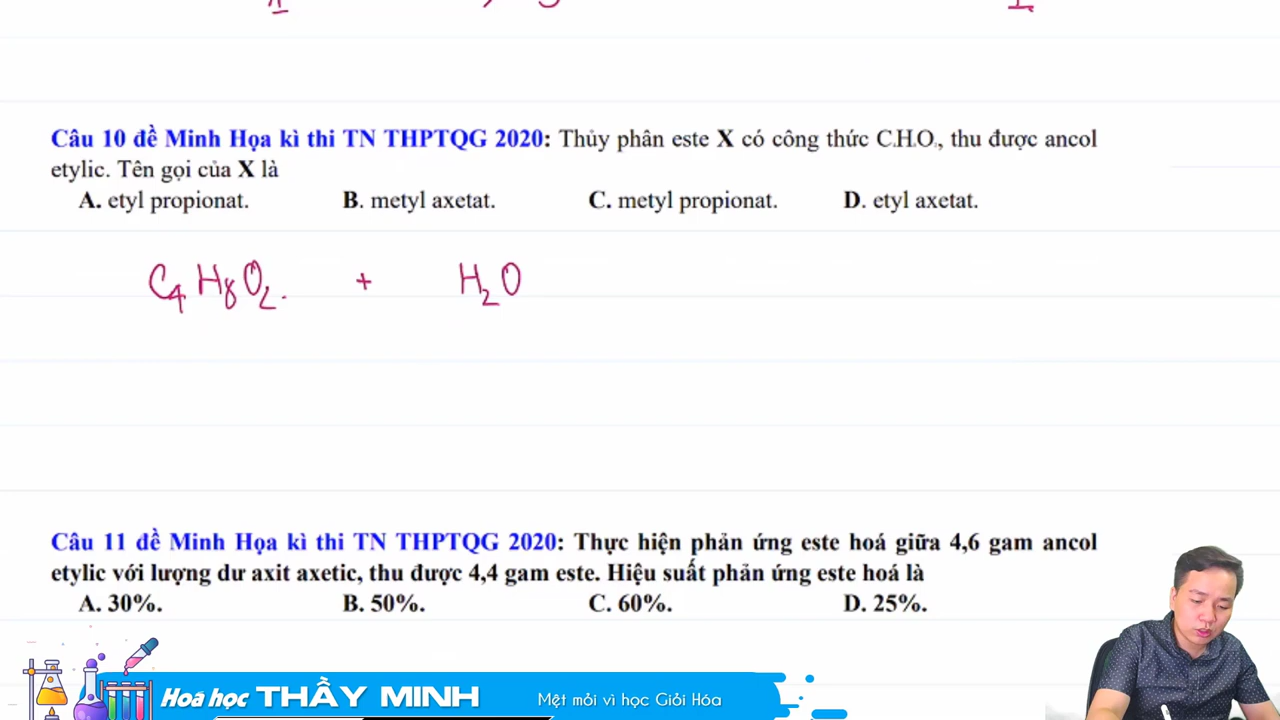 Câu 10 đề Minh Họa kì thi TN THPTQG 2020: Thủy phân este X có công thức C.H.O., thu được ancol
etylic. Tên gọi của X là
A. etyl propionat. B. metyl axetat. C. metyl propionat. D. etyl axetat.
C4H8O2. + H2O
Câu 11 đề Minh Họa kì thi TN THPTQG 2020: Thực hiện phản ứng este hoá giữa 4,6 gam ancol
etylic với lượng dư axit axetic, thu được 4,4 gam este. Hiệu suất phản ứng este hoá là
A. 30%. B. 50%. C. 60%. D. 25%.
Hoá học THẦY MINH Mệt mỏi vì học Giỏi Hóa